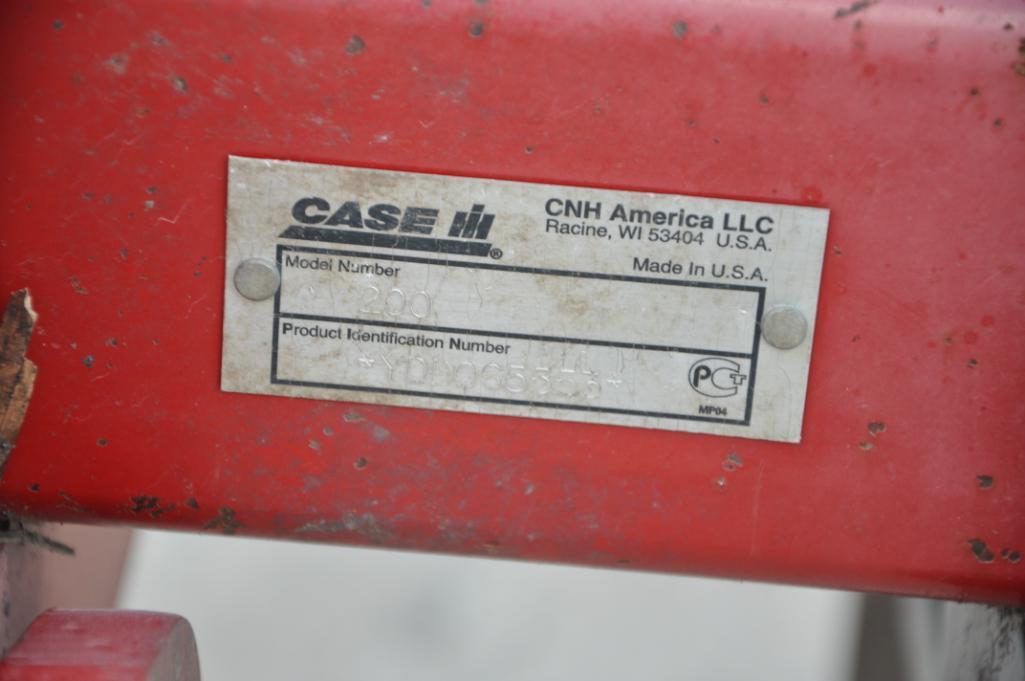 CASE IH®
CNH America LLC
Racine, WI 53404 U.S.A.
Made In U.S.A.
Model Number
200
Product Identification Number
PCT
MP04